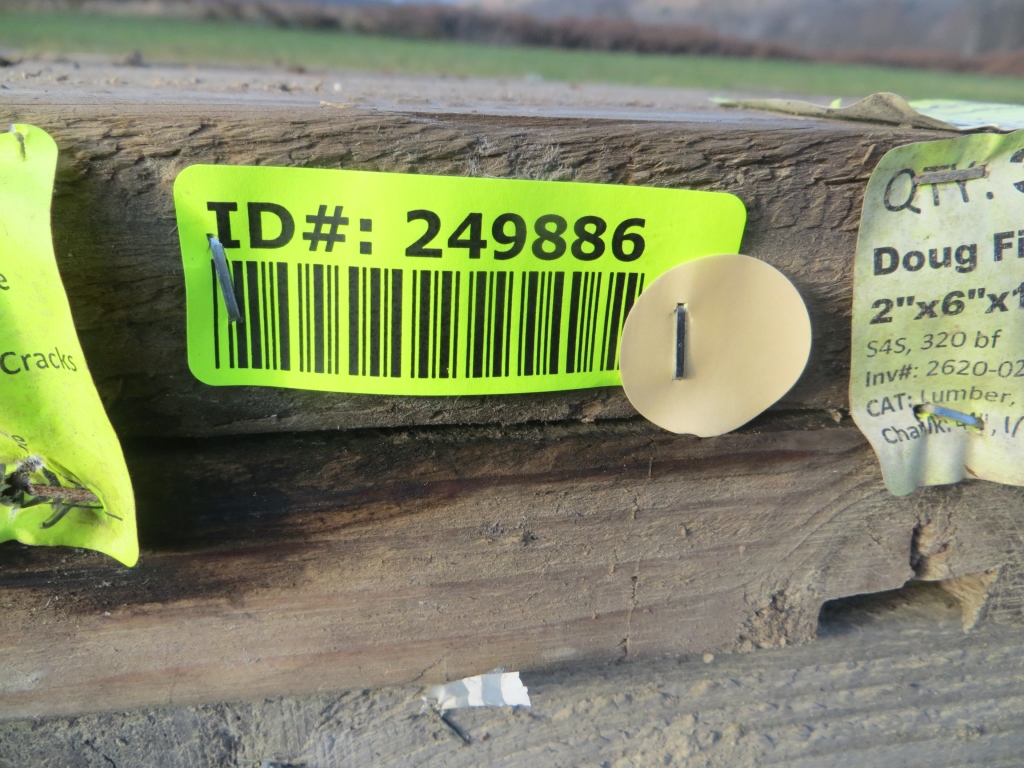 e
Cracks
e
ID#: 249886
QTY:
Doug Fi
2"x6"x1
S4S, 320 bf
Inv#: 2620-02
CAT: Lumber,